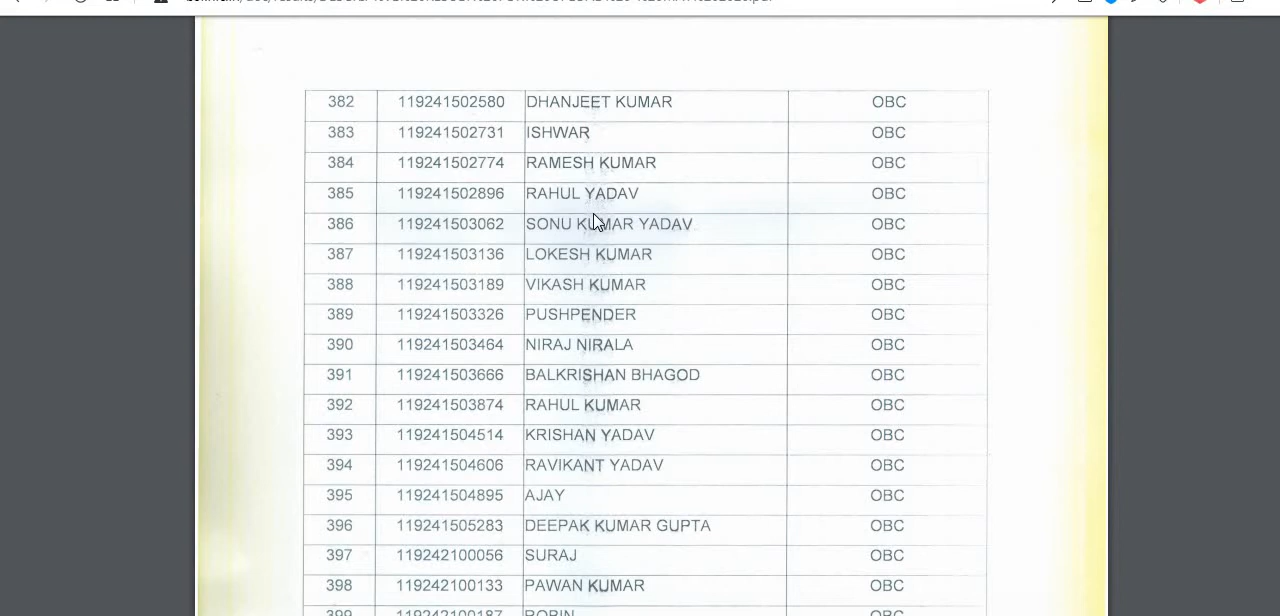 382 119241502580 DHANJEET KUMAR OBC
383 119241502731 ISHWAR OBC
384 119241502774 RAMESH KUMAR OBC
385 119241502896 RAHUL YADAV OBC
386 119241503062 SONU KUMAR YADAV OBC
387 119241503136 LOKESH KUMAR OBC
388 119241503189 VIKASH KUMAR OBC
389 119241503326 PUSHPENDER OBC
390 119241503464 NIRAJ NIRALA OBC
391 119241503666 BALKRISHAN BHAGOD OBC
392 119241503874 RAHUL KUMAR OBC
393 119241504514 KRISHAN YADAV OBC
394 119241504606 RAVIKANT YADAV OBC
395 119241504895 AJAY OBC
396 119241505283 DEEPAK KUMAR GUPTA OBC
397 119242100056 SURAJ OBC
398 119242100133 PAWAN KUMAR OBC
399 119242100187 ROBIN OBC